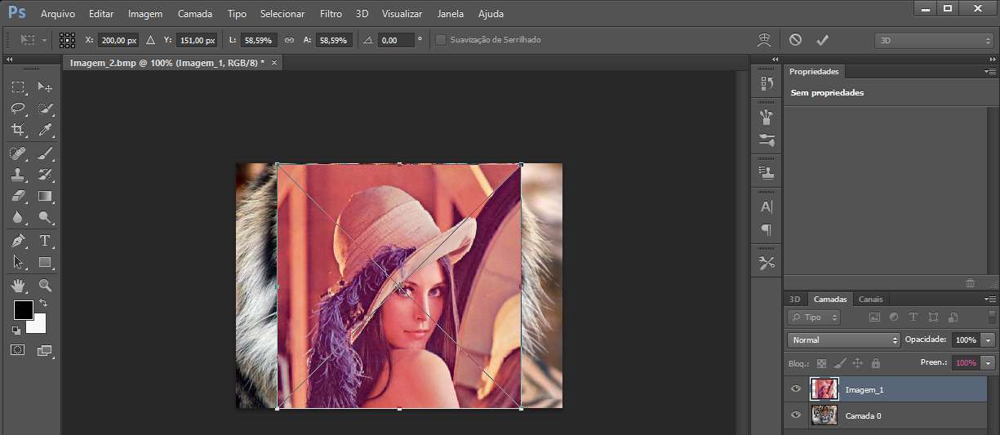 Ps Arquivo Editar Imagem Camada Tipo Selecionar Filtro 3D Visualizar Janela Ajuda
X: 200,00 px Y: 151,00 px L: 58,59% A: 58,59% 0,00 ° Suavização de Serrilhado 3D
Imagem_2.bmp @ 100% (Imagem_1, RGB/8) * ×
Propriedades
Sem propriedades
3D Camadas Canais
Tipo
Normal Opacidade: 100%
Bloq.: Preen.: 100%
Imagem_1
Camada 0